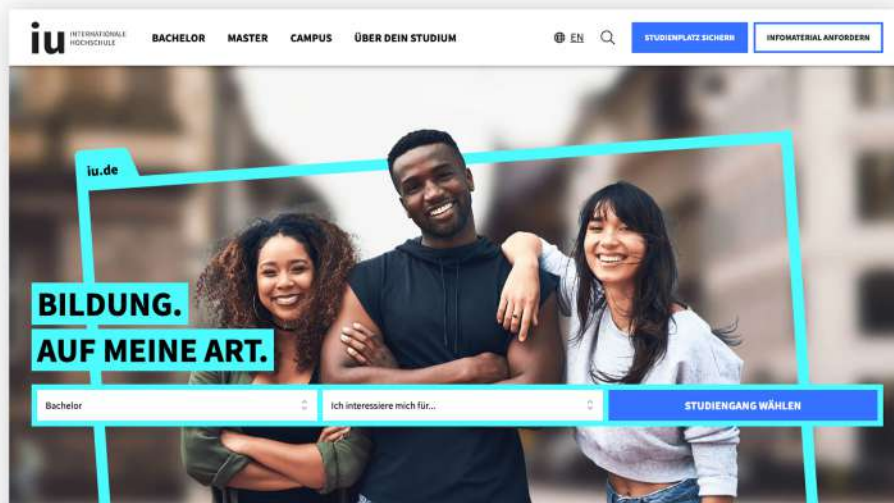 iu INTERNATIONALE
HOCHSCHULE
BACHELOR
MASTER
CAMPUS
ÜBER DEIN STUDIUM
EN
STUDIENPLATZ SICHERN
INFOMATERIAL ANFORDERN
iu.de
BILDUNG.
AUF MEINE ART.
Bachelor
Ich interessiere mich für...
STUDIENGANG WÄHLEN